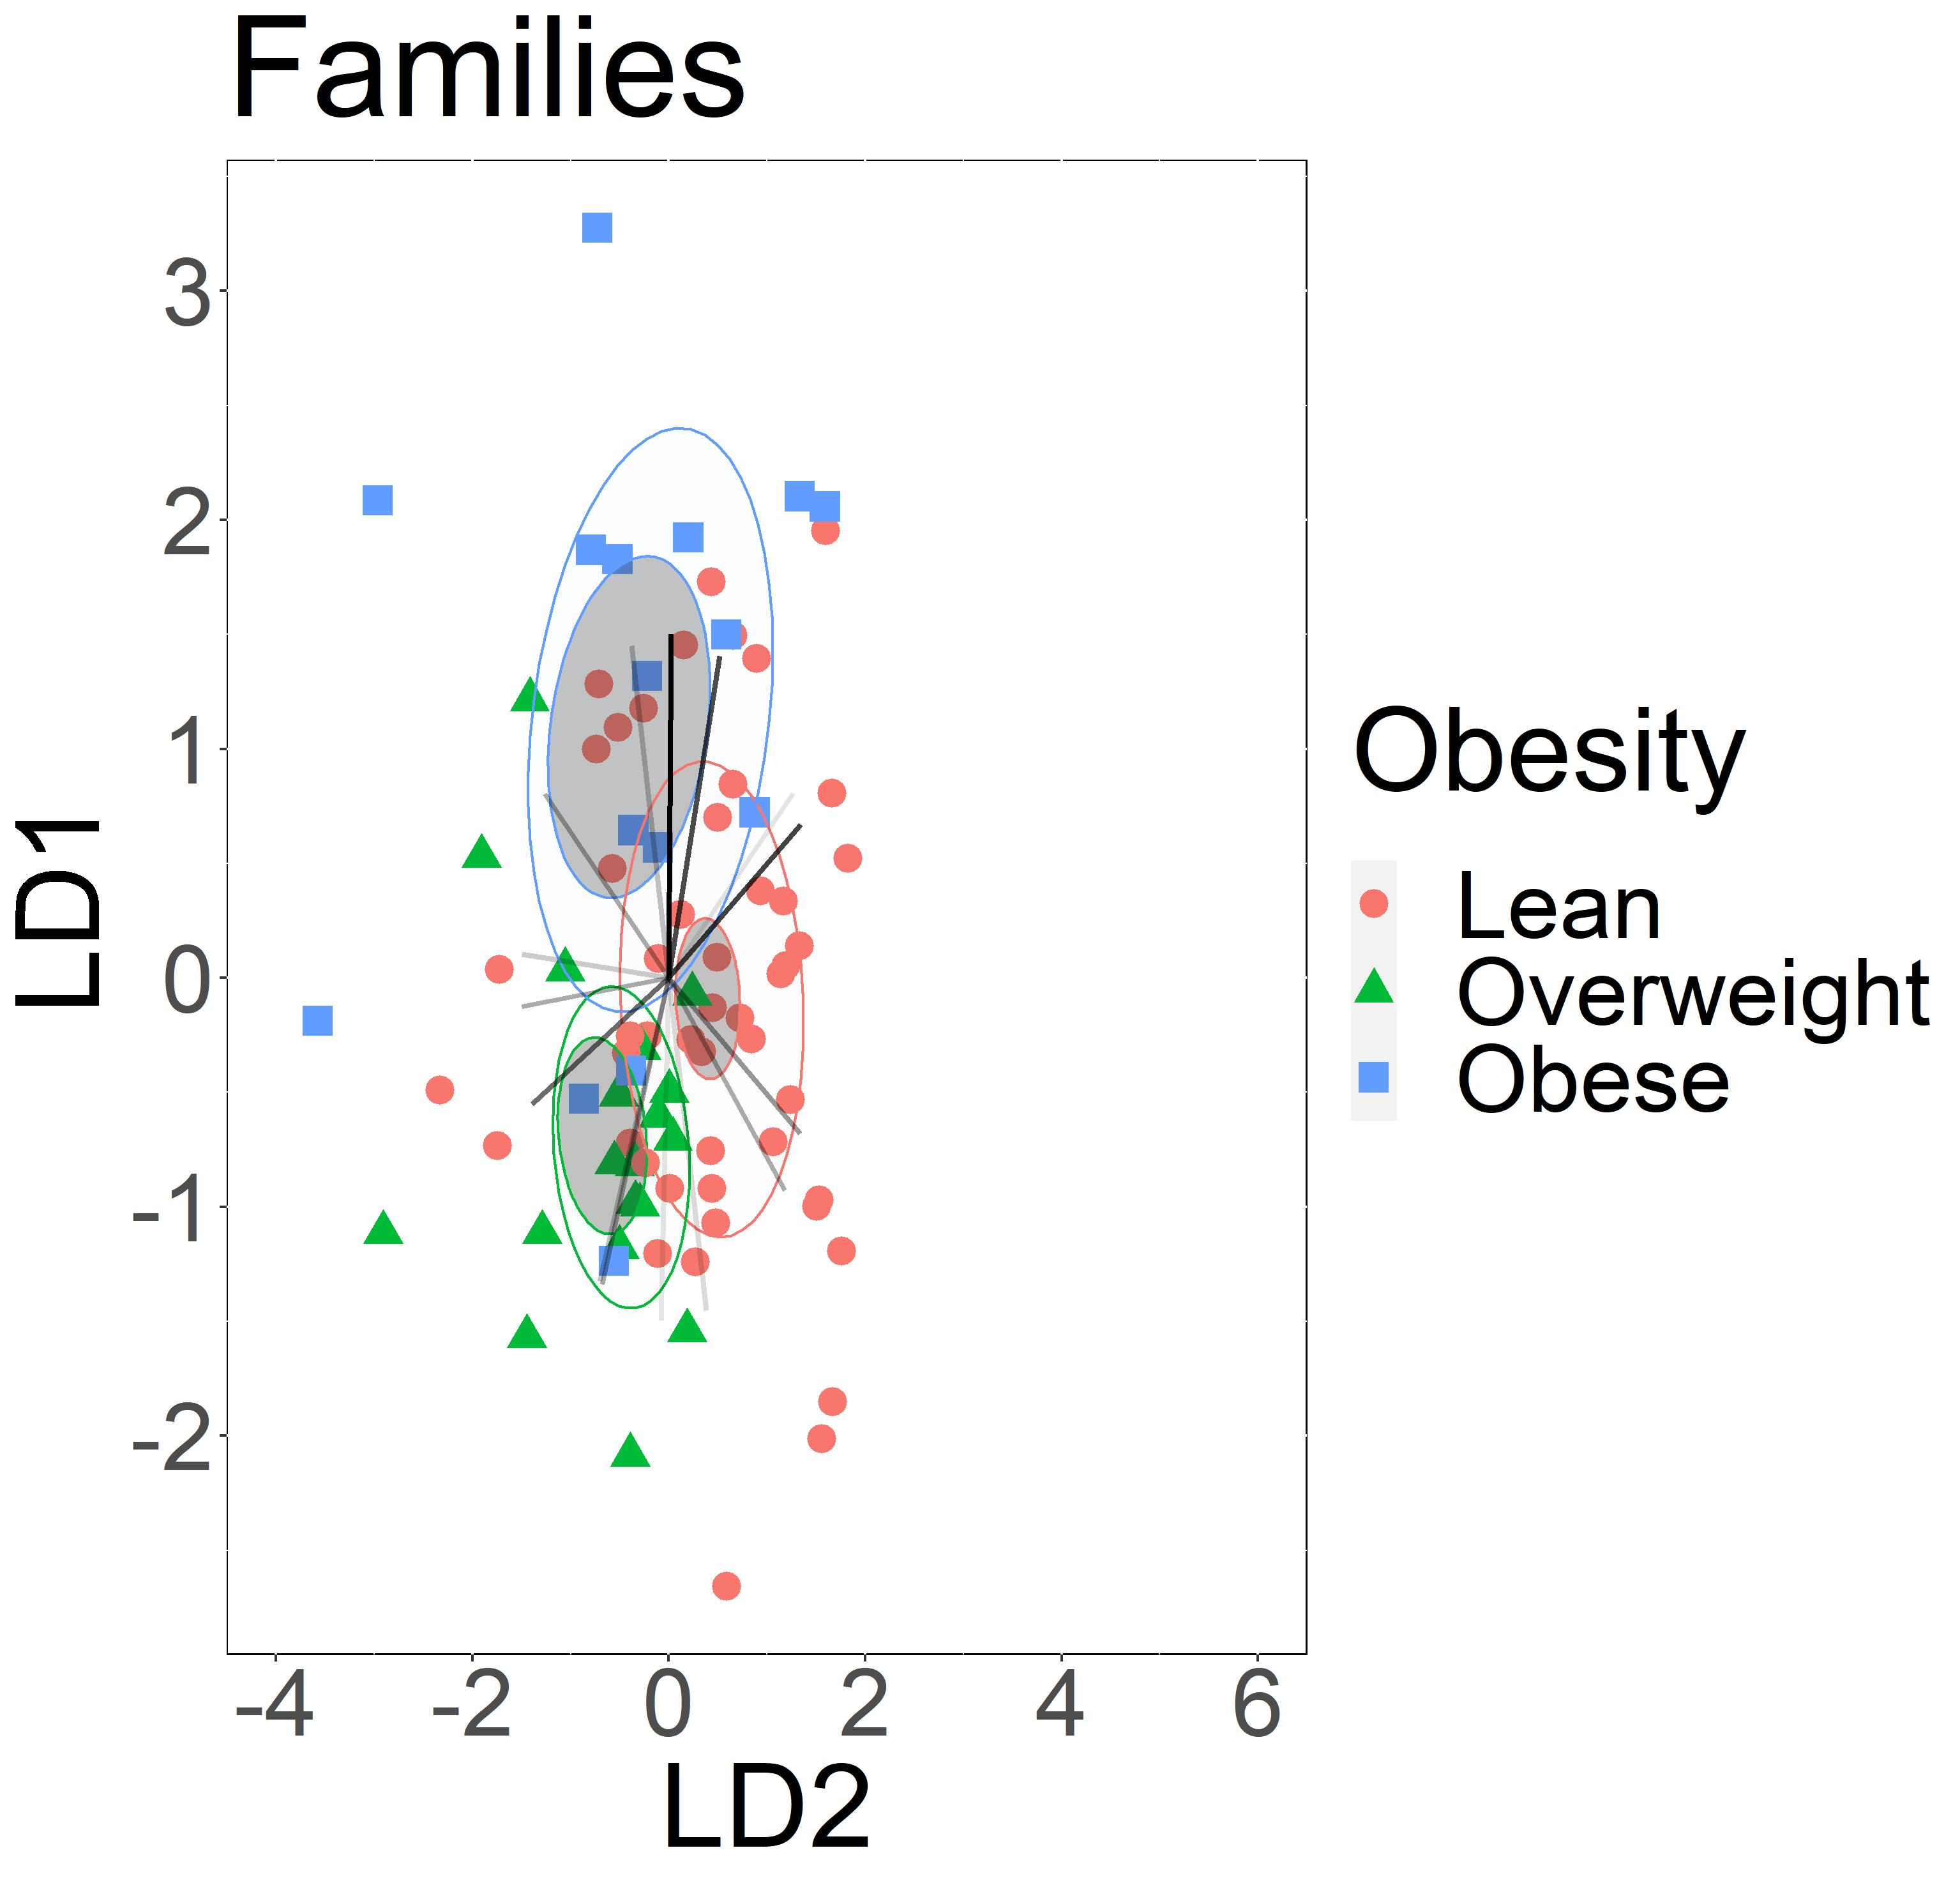 Families
3
2
1
0
-1
-2
LD1
-4 -2 0 2 4 6
LD2
Obesity
Lean
Overweight
Obese